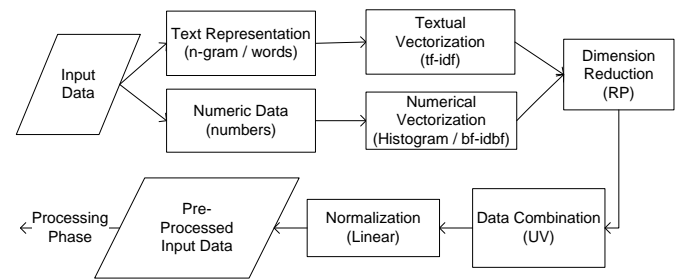 Input
Data
Text Representation
(n-gram / words)
Textual
Vectorization
(tf-idf)
Numeric Data
(numbers)
Numerical
Vectorization
(Histogram / bf-idbf)
Dimension
Reduction
(RP)
Data Combination
(UV)
Normalization
(Linear)
Pre-
Processed
Input Data
Processing
Phase